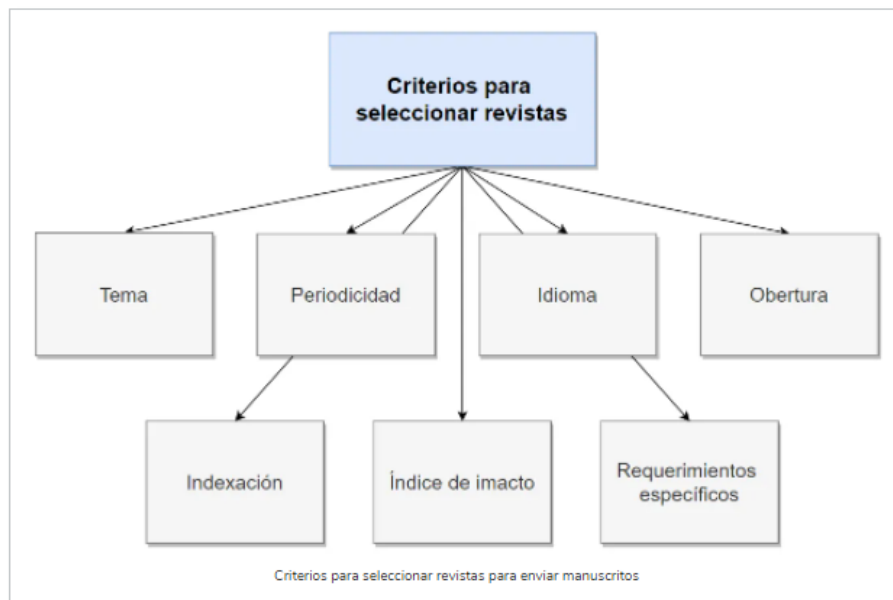 Criterios para
seleccionar revistas
Tema
Periodicidad
Idioma
Obertura
Indexación
Índice de imacto
Requerimientos
específicos
Criterios para seleccionar revistas para enviar manuscritos